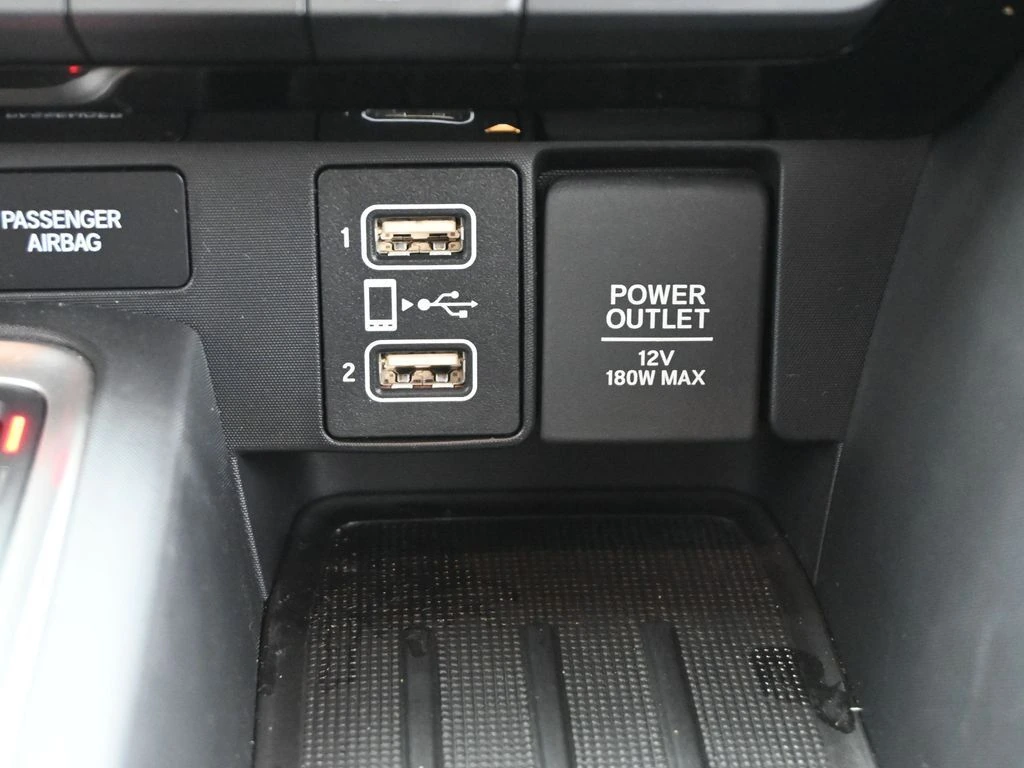 PASSENGER
AIRBAG
1
2
POWER
OUTLET
12V
180W MAX